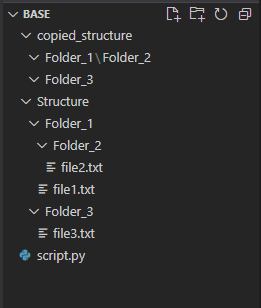 BASE
copied_structure
Folder_1\Folder_2
Folder_3
Structure
Folder_1
Folder_2
file2.txt
file1.txt
Folder_3
file3.txt
script.py